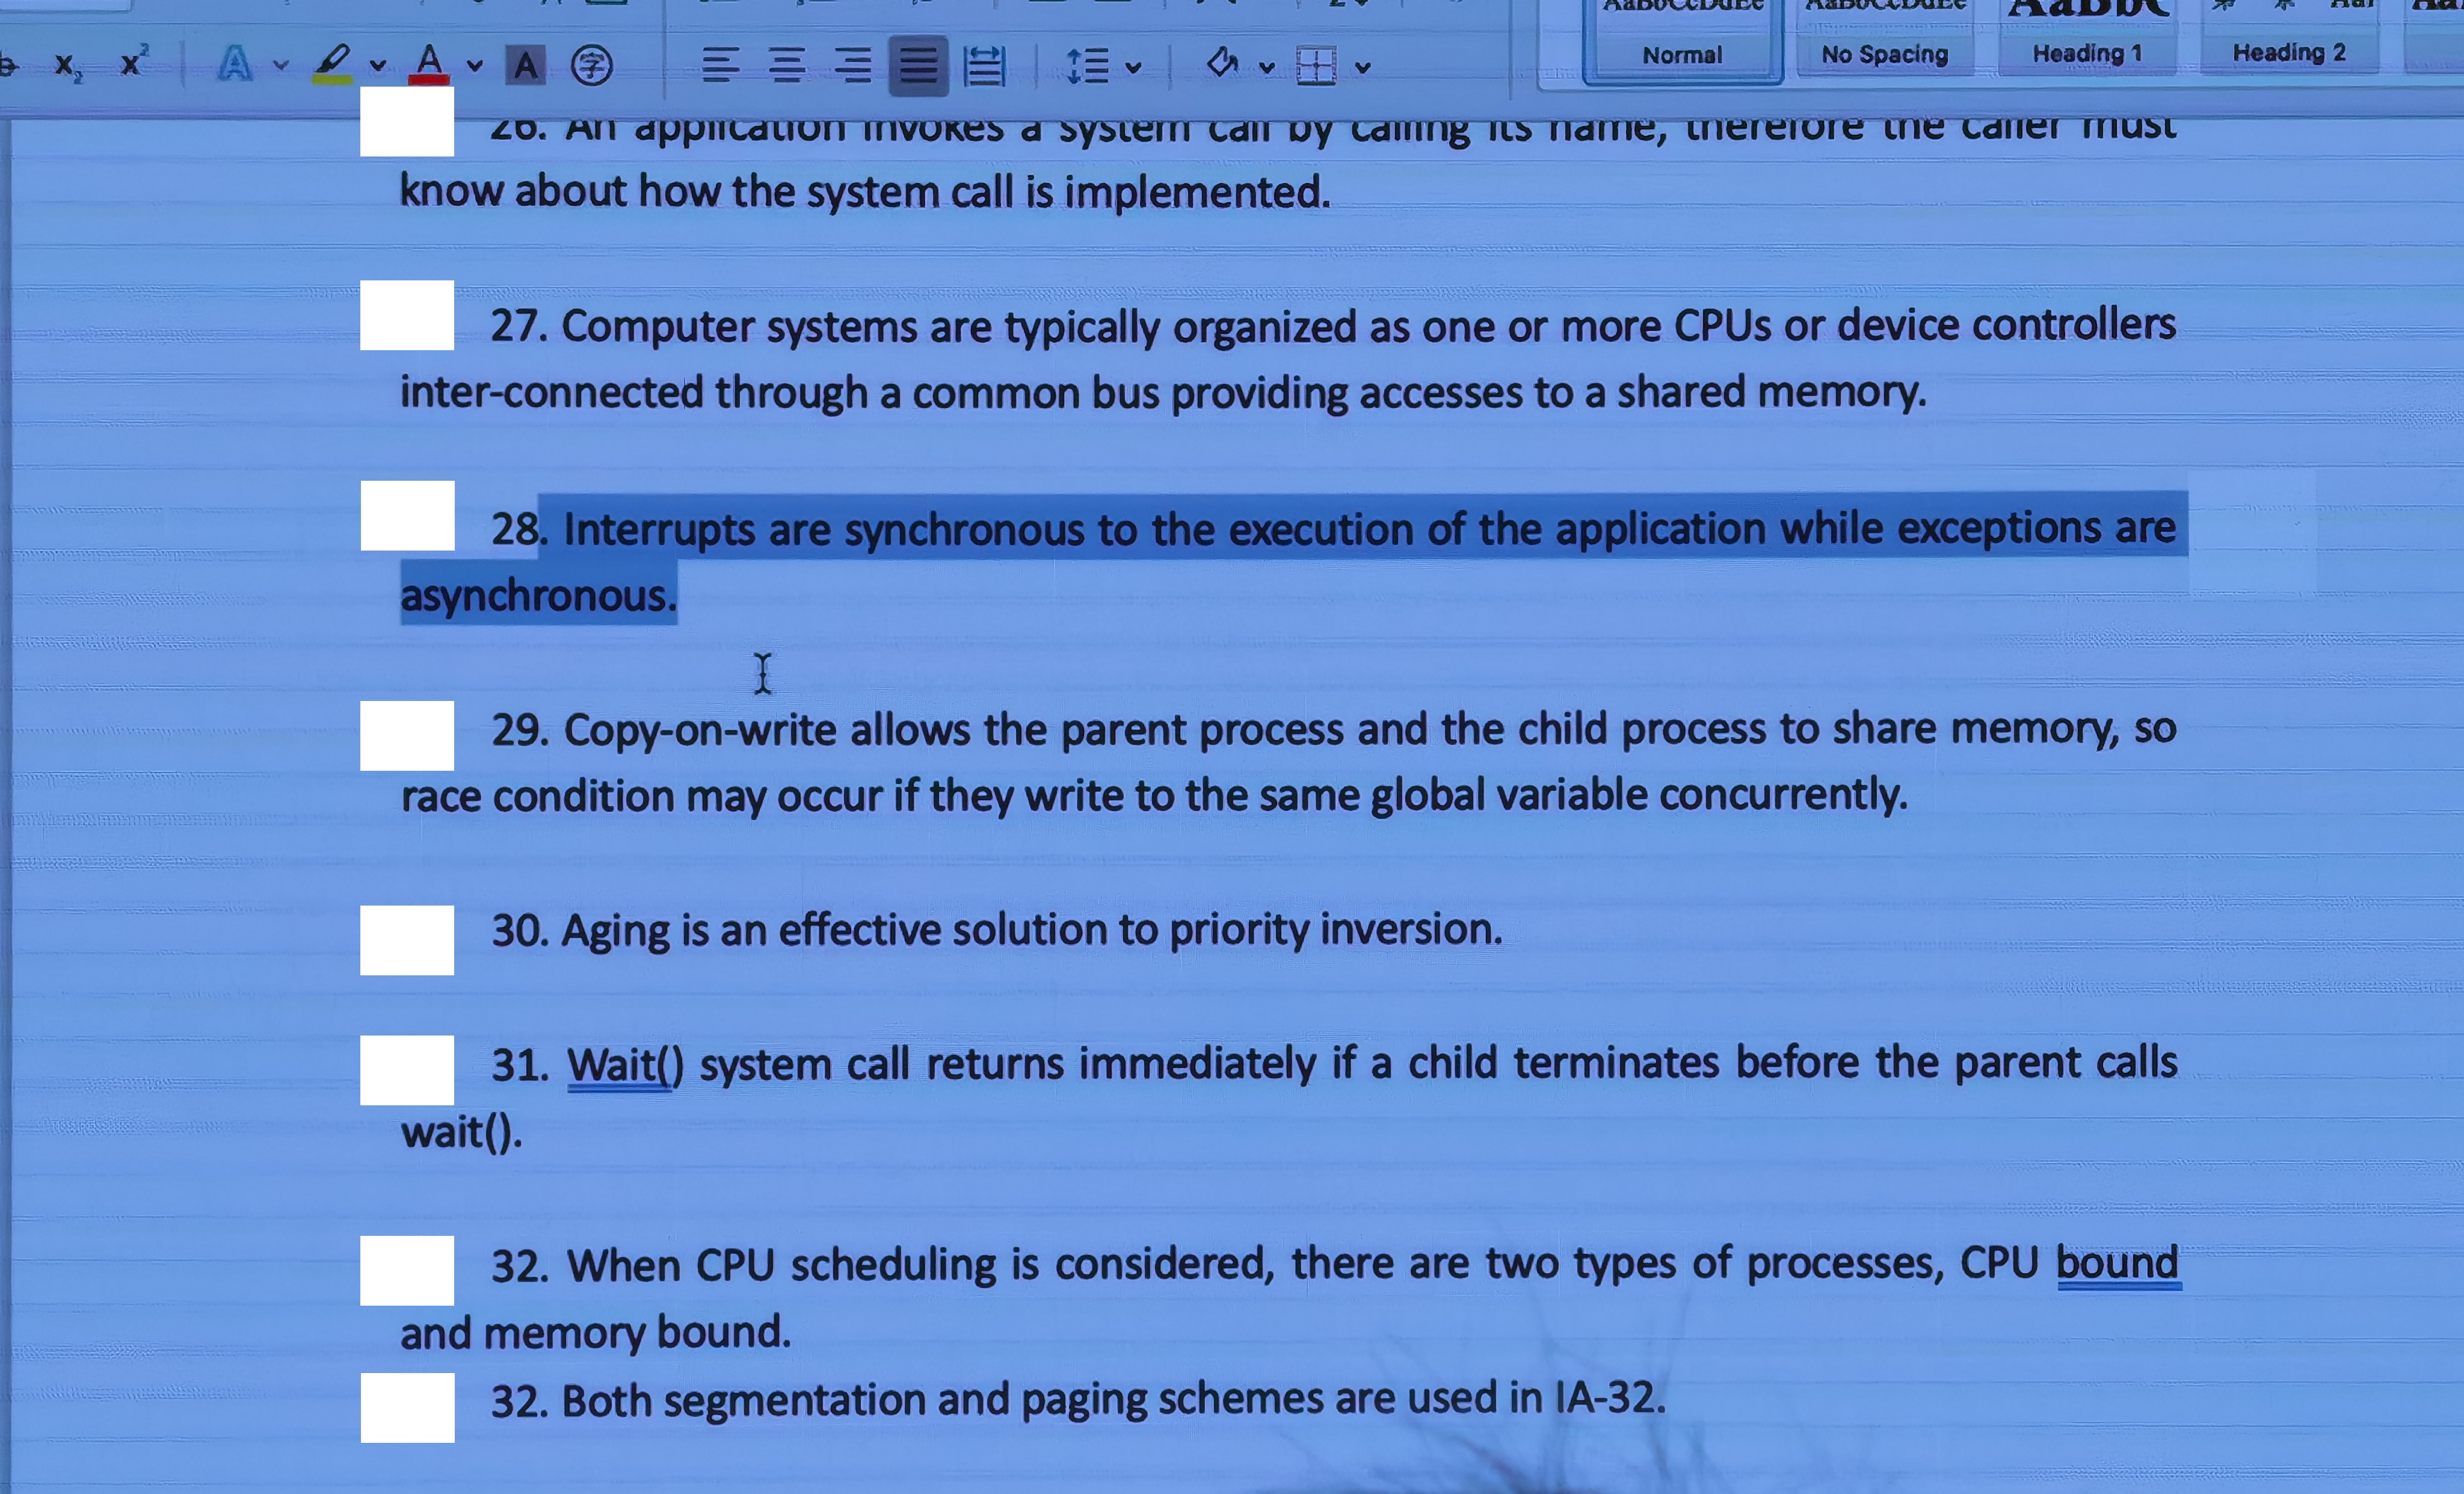 Normal
No Spacing
Heading 1
Heading 2
26. An application invokes a system call by calling its name, therefore the caller must
know about how the system call is implemented.
27. Computer systems are typically organized as one or more CPUs or device controllers
inter-connected through a common bus providing accesses to a shared memory.
28. Interrupts are synchronous to the execution of the application while exceptions are
asynchronous.
29. Copy-on-write allows the parent process and the child process to share memory, so
race condition may occur if they write to the same global variable concurrently.
30. Aging is an effective solution to priority inversion.
31. Wait() system call returns immediately if a child terminates before the parent calls
wait().
32. When CPU scheduling is considered, there are two types of processes, CPU bound
and memory bound.
32. Both segmentation and paging schemes are used in IA-32.